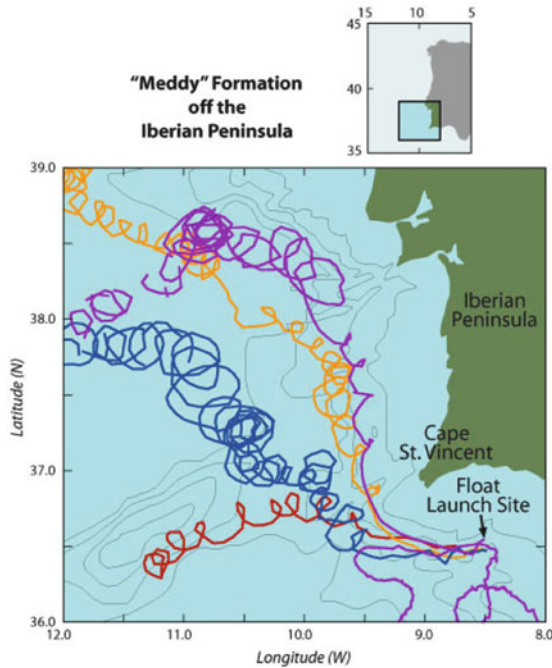 15 10 5
45
40
35
“Meddy” Formation
off the
Iberian Peninsula
39.0
38.0
37.0
36.0
Latitude (N)
Iberian
Peninsula
Cape
St. Vincent
Float
Launch Site
12.0 11.0 10.0 9.0 8.0
Longitude (W)